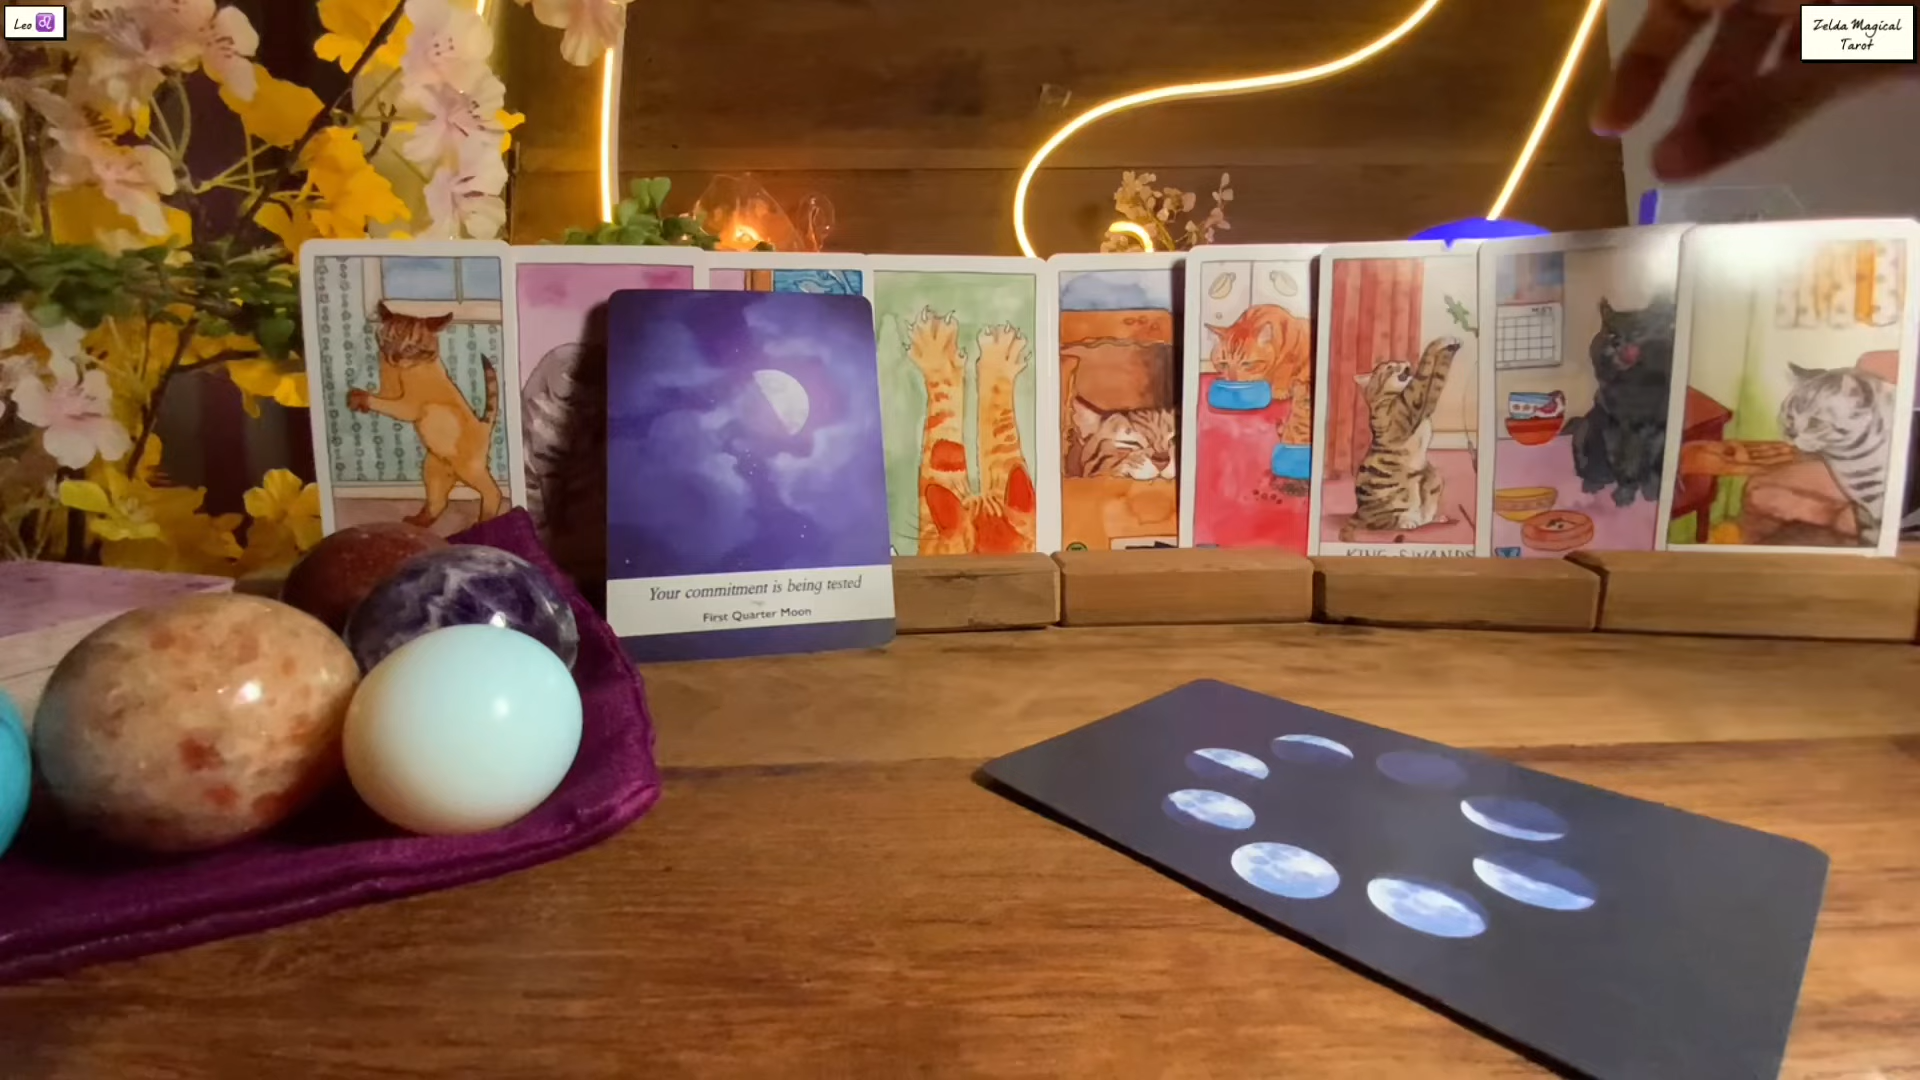 Leo ♌
Zelda Magical
Tarot
Your commitment is being tested
First Quarter Moon